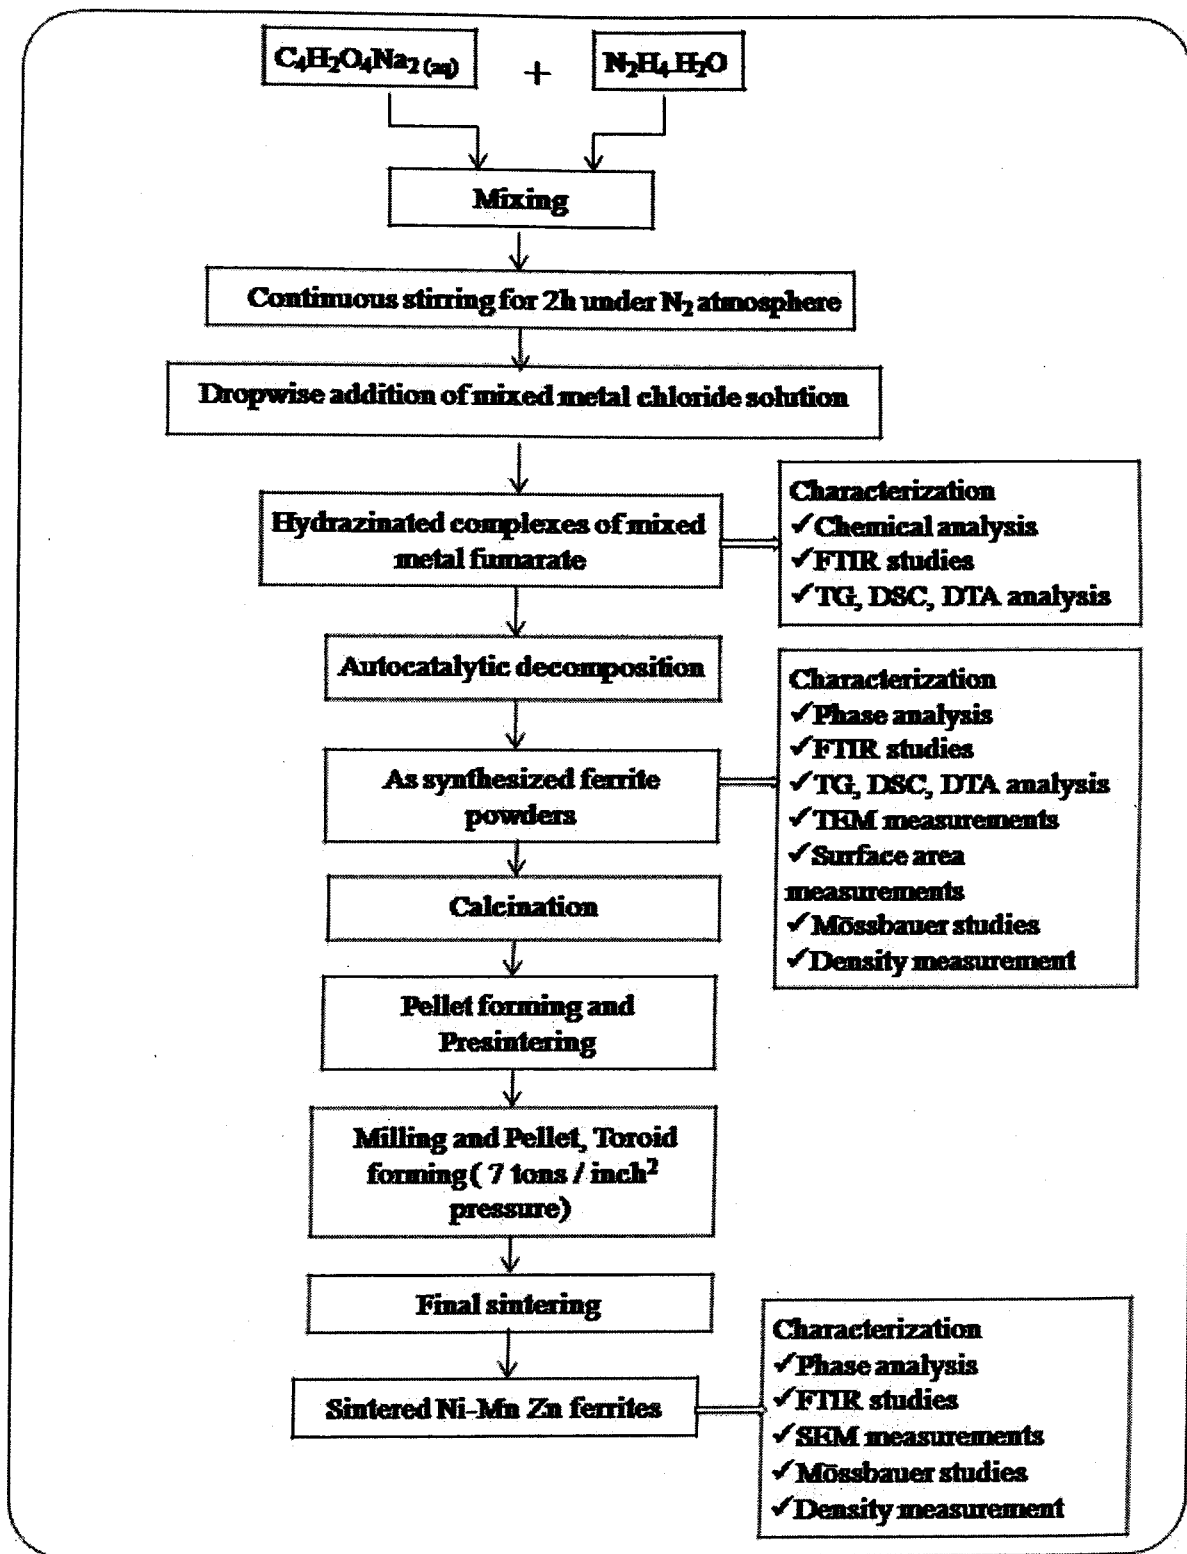 C₄H₂O₄Na₂ (aq) + N₂H₄.H₂O
Mixing
Continuous stirring for 2h under N₂ atmosphere
Dropwise addition of mixed metal chloride solution
Hydrazinated complexes of mixed
metal fumarate
Characterization
✓Chemical analysis
✓FTIR studies
✓TG, DSC, DTA analysis
Autocatalytic decomposition
As synthesized ferrite
powders
Characterization
✓Phase analysis
✓FTIR studies
✓TG, DSC, DTA analysis
✓TEM measurements
✓Surface area
measurements
✓Mōssbauer studies
✓Density measurement
Calcination
Pellet forming and
Presintering
Milling and Pellet, Toroid
forming( 7 tons / inch²
pressure)
Final sintering
Sintered Ni-Mn Zn ferrites
Characterization
✓Phase analysis
✓FTIR studies
✓SEM measurements
✓Mōssbauer studies
✓Density measurement